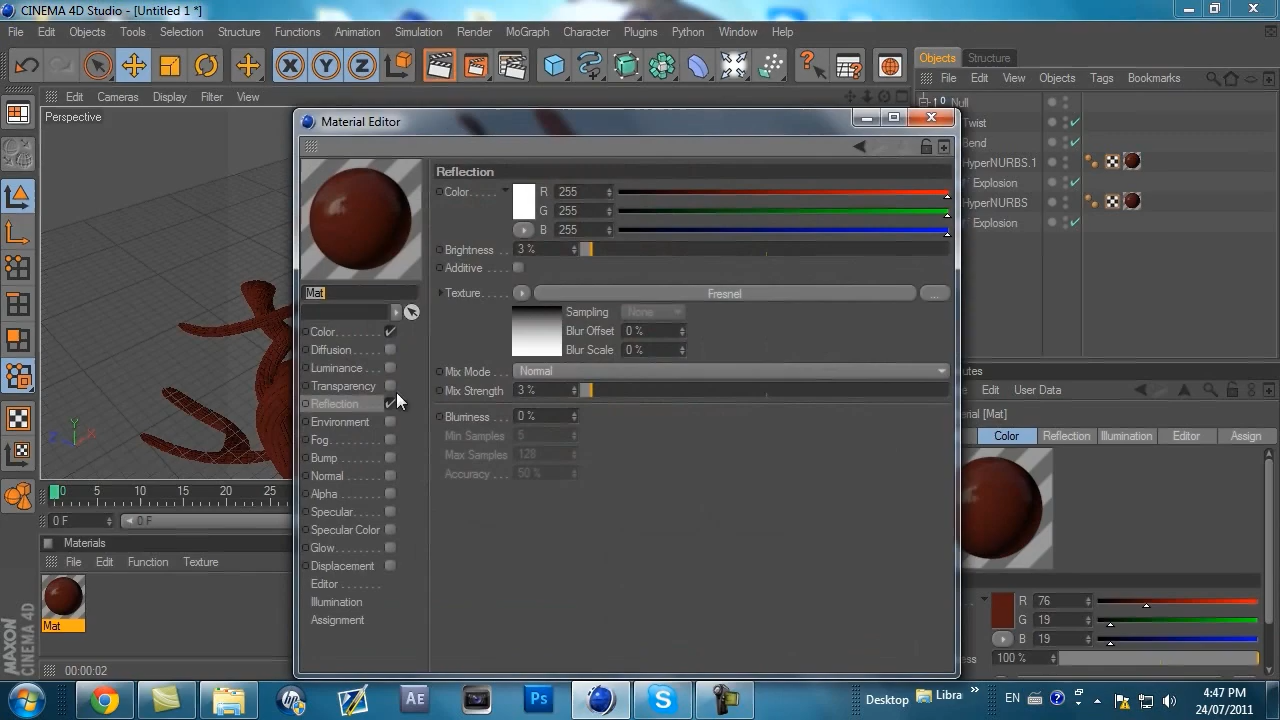 CINEMA 4D Studio - [Untitled 1 *]
File Edit Objects Tools Selection Structure Functions Animation Simulation Render MoGraph Character Plugins Python Window Help
Objects Structure
File Edit View Objects Tags Bookmarks
Edit Cameras Display Filter View
Perspective
Null
Twist
Bend
HyperNURBS.1
Explosion
HyperNURBS
Explosion
Material Editor
Reflection
Color
R 255
G 255
B 255
Brightness 3 %
Additive
Texture Fresnel ...
Sampling None
Blur Offset 0 %
Blur Scale 0 %
Mix Mode Normal
Mix Strength 3 %
Blurriness 0 %
Min Samples 5
Max Samples 128
Accuracy 50 %
Mat
Color
Diffusion
Luminance
Transparency
Reflection
Environment
Fog
Bump
Normal
Alpha
Specular
Specular Color
Glow
Displacement
Editor
Illumination
Assignment
Z X
0 5 10 15 20 25
0 F 0 F
Materials
File Edit Function Texture
Mat
MAXON CINEMA 4D
00:00:02
utes
Edit User Data
[Mat]
Color Reflection Illumination Editor Assign
R 76
G 19
B 19
ess 100 %
hp AE Ps S
Desktop Libra » EN
4:47 PM
24/07/2011